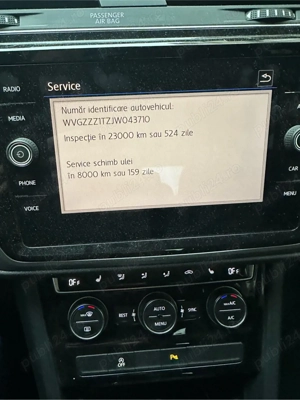 PASSENGER
AIR BAG
RADIO
Service
MEDIA
Număr identificare autovehicul:
WVGZZZ1TZJW043710
Inspecţie în 23000 km sau 524 zile
Service schimb ulei
în 8000 km sau 159 zile
PHONE
CAR
VOICE
MENU
OFF
OFF
AUTO
REST
SYNC
MENU
A/C
OFF